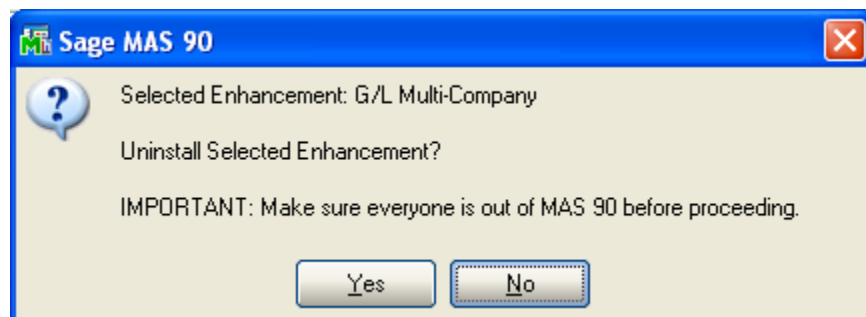 Sage MAS 90
Selected Enhancement: G/L Multi-Company
Uninstall Selected Enhancement?
IMPORTANT: Make sure everyone is out of MAS 90 before proceeding.
Yes No